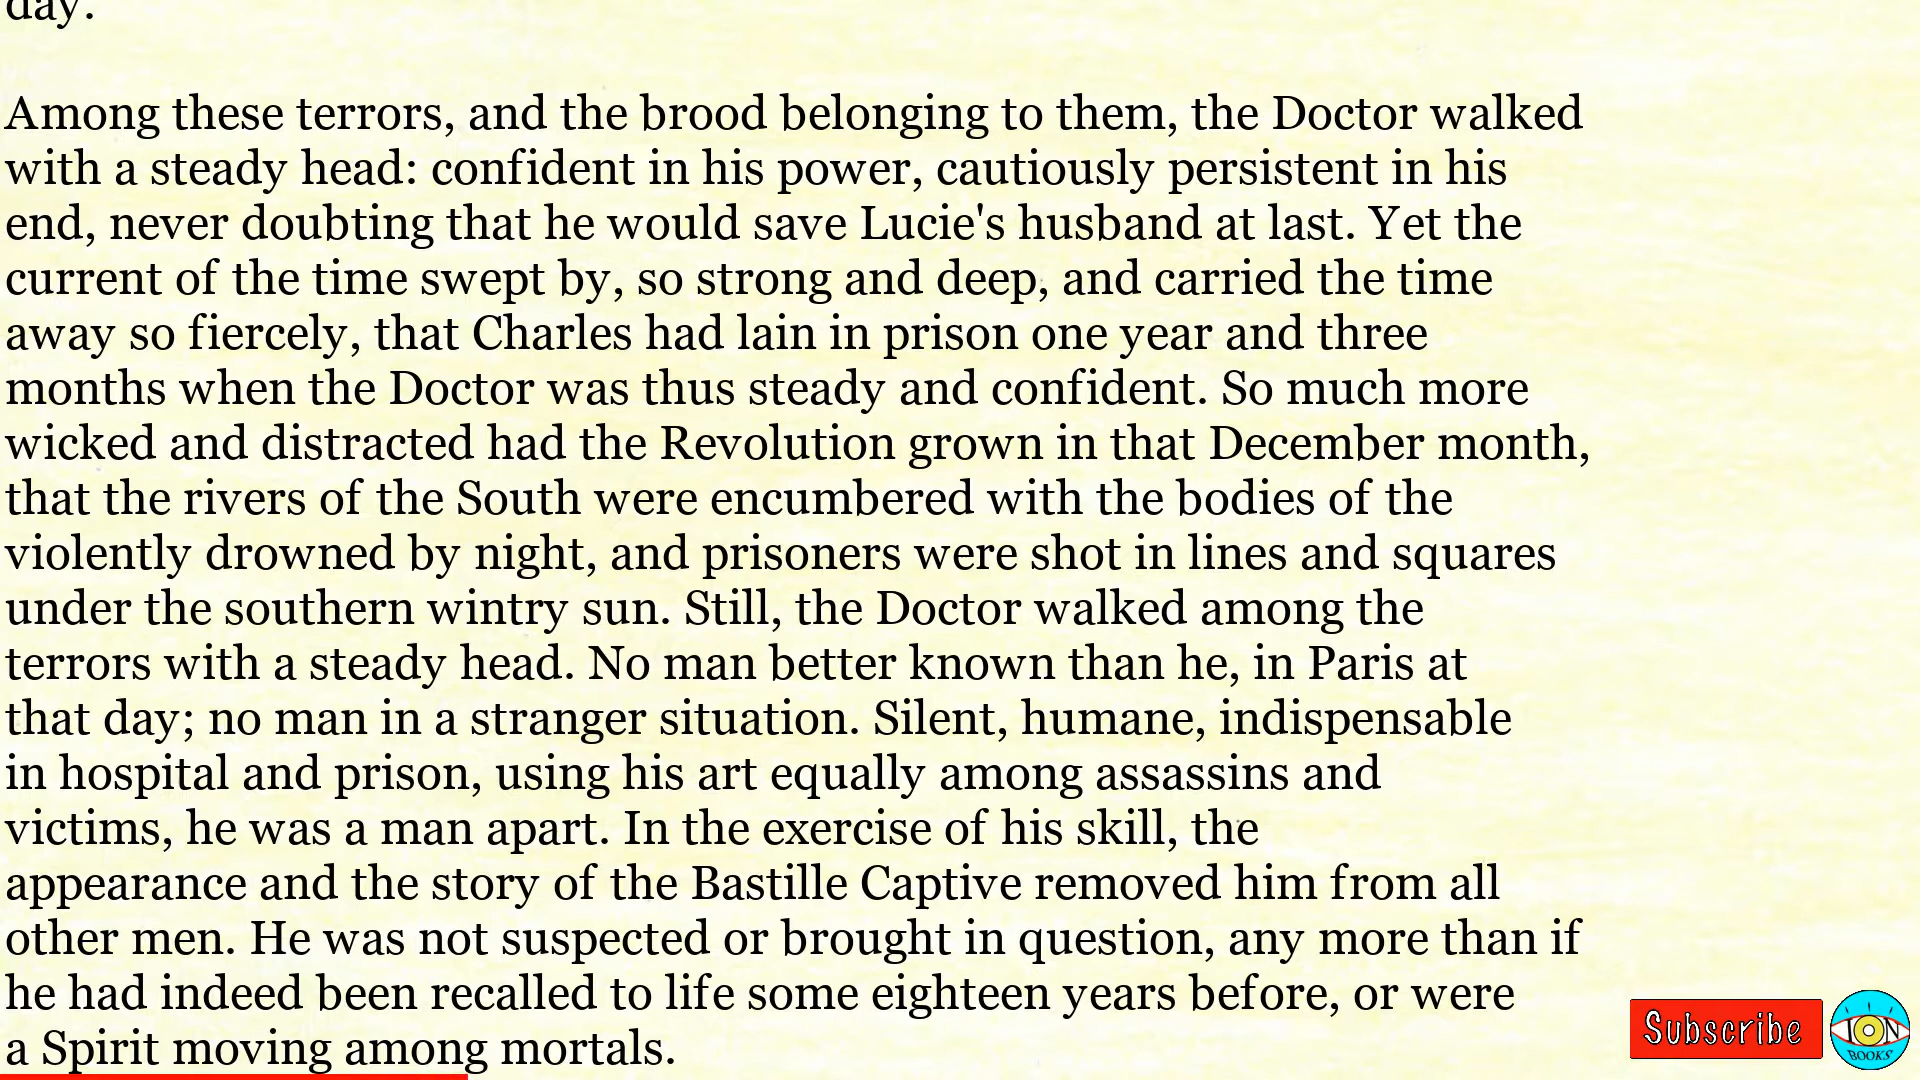 day.
Among these terrors, and the brood belonging to them, the Doctor walked
with a steady head: confident in his power, cautiously persistent in his
end, never doubting that he would save Lucie's husband at last. Yet the
current of the time swept by, so strong and deep, and carried the time
away so fiercely, that Charles had lain in prison one year and three
months when the Doctor was thus steady and confident. So much more
wicked and distracted had the Revolution grown in that December month,
that the rivers of the South were encumbered with the bodies of the
violently drowned by night, and prisoners were shot in lines and squares
under the southern wintry sun. Still, the Doctor walked among the
terrors with a steady head. No man better known than he, in Paris at
that day; no man in a stranger situation. Silent, humane, indispensable
in hospital and prison, using his art equally among assassins and
victims, he was a man apart. In the exercise of his skill, the
appearance and the story of the Bastille Captive removed him from all
other men. He was not suspected or brought in question, any more than if
he had indeed been recalled to life some eighteen years before, or were
a Spirit moving among mortals.
Subscribe
ION
BOOKS